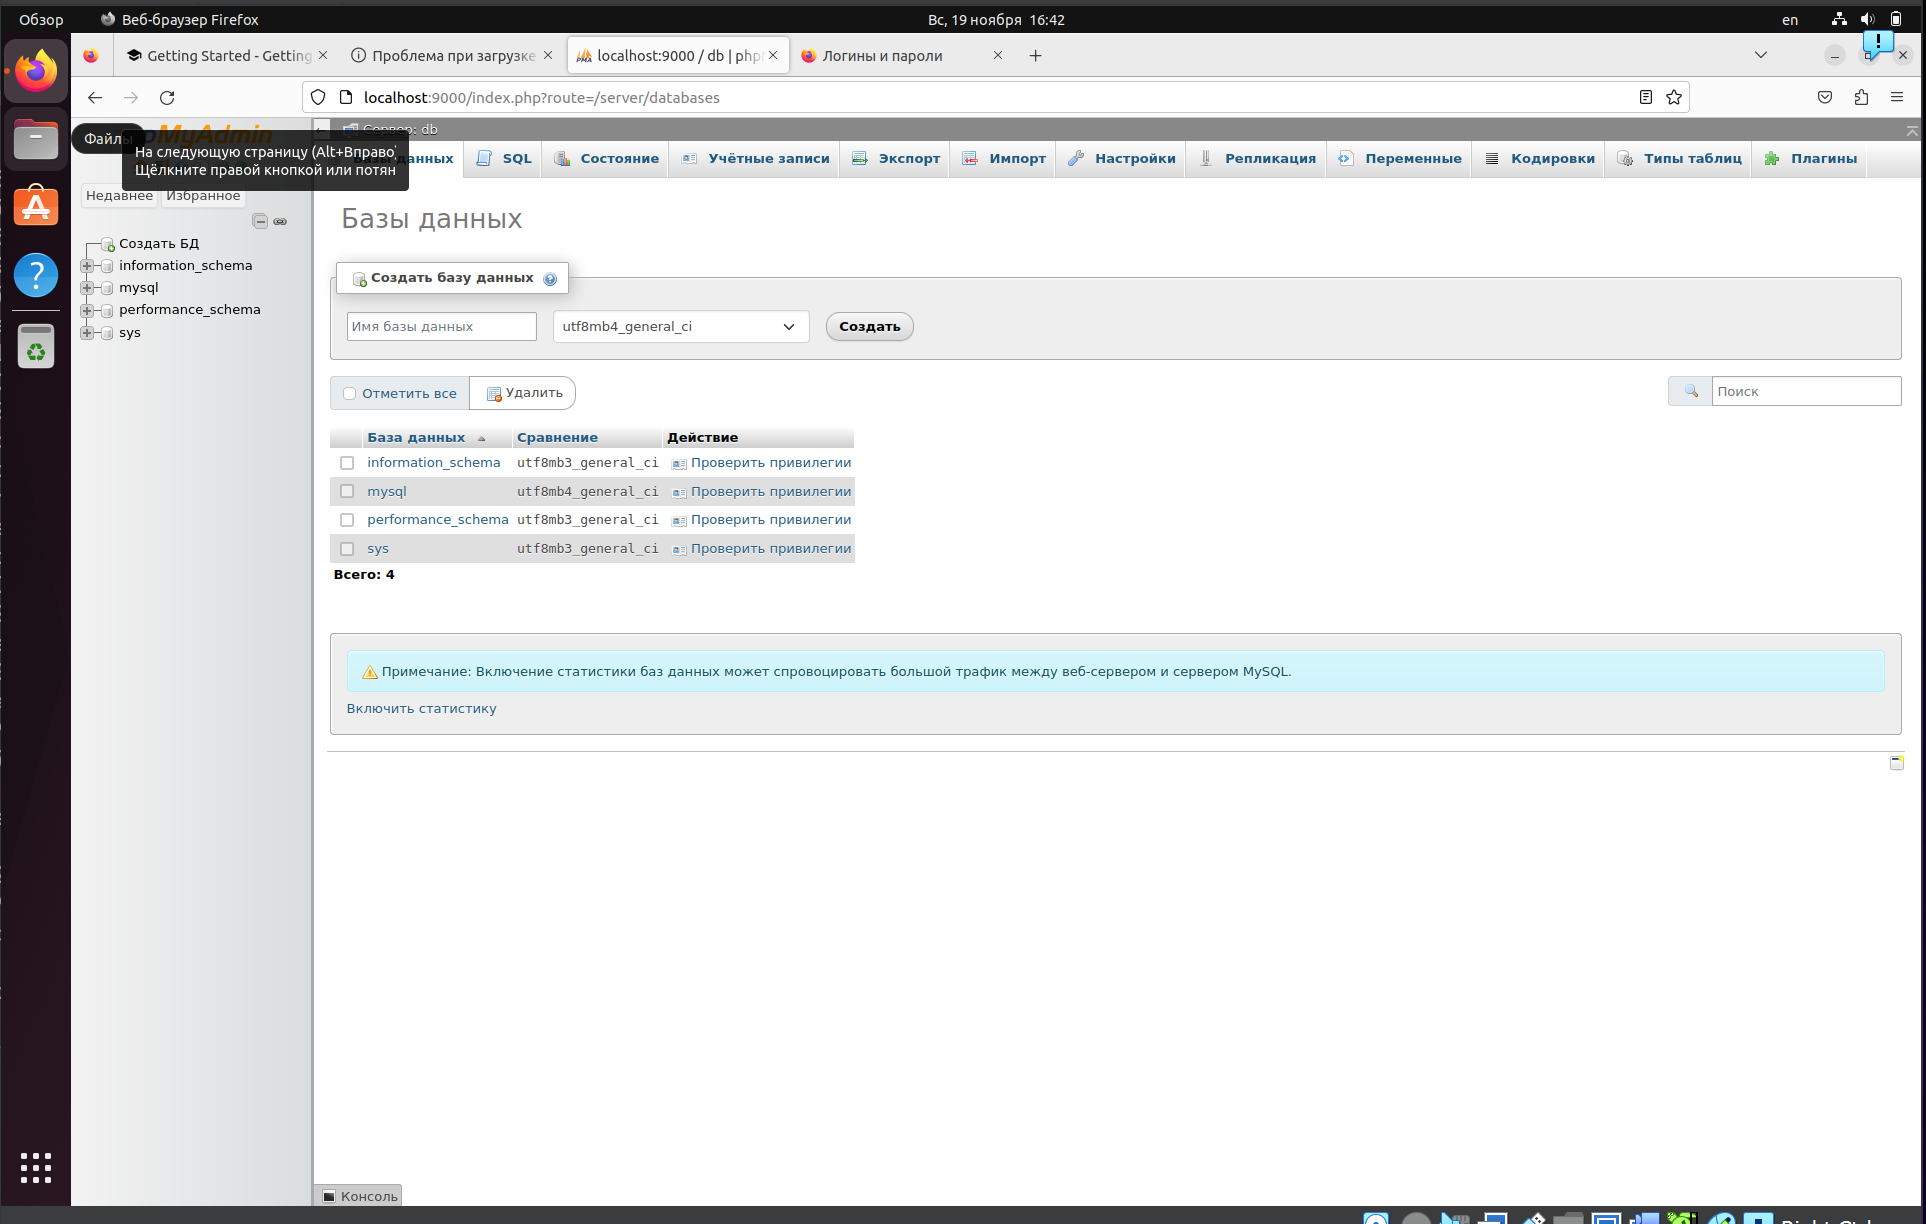 Обзор
Веб-браузер Firefox
Вс, 19 ноября 16:42
en
Getting Started - Getting
Проблема при загрузке
localhost:9000 / db | php
Логины и пароли
localhost:9000/index.php?route=/server/databases
Файлы
MyAdmin
На следующую страницу (Alt+Вправо
Щёлкните правой кнопкой или потян
Сервер: db
данных
SQL
Состояние
Учётные записи
Экспорт
Импорт
Настройки
Репликация
Переменные
Кодировки
Типы таблиц
Плагины
Недавнее
Избранное
Создать БД
information_schema
mysql
performance_schema
sys
Базы данных
Создать базу данных
Имя базы данных
utf8mb4_general_ci
Создать
Отметить все
Удалить
Поиск
База данных Сравнение Действие
information_schema utf8mb3_general_ci Проверить привилегии
mysql utf8mb4_general_ci Проверить привилегии
performance_schema utf8mb3_general_ci Проверить привилегии
sys utf8mb3_general_ci Проверить привилегии
Всего: 4
Примечание: Включение статистики баз данных может спровоцировать большой трафик между веб-сервером и сервером MySQL.
Включить статистику
Консоль